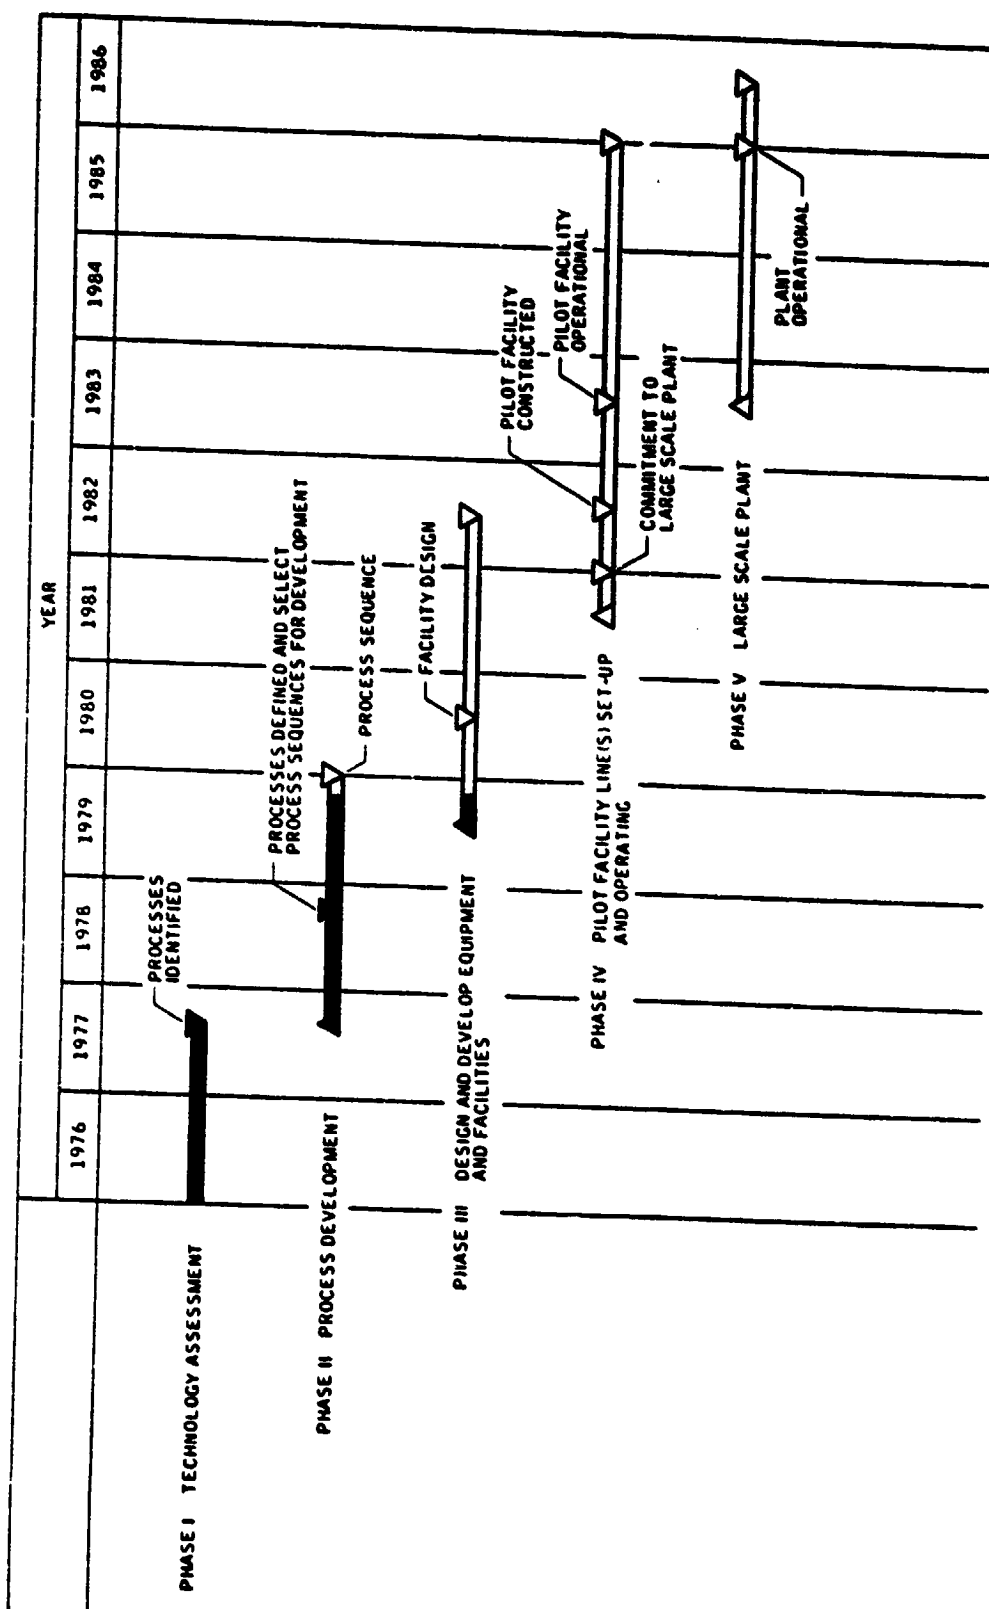 YEAR
1976 1977 1978 1979 1980 1981 1982 1983 1984 1985 1986
PHASE I TECHNOLOGY ASSESSMENT
PROCESSES
IDENTIFIED
PHASE II PROCESS DEVELOPMENT
PROCESSES DEFINED AND SELECT
PROCESS SEQUENCES FOR DEVELOPMENT
PROCESS SEQUENCE
PHASE III DESIGN AND DEVELOP EQUIPMENT
AND FACILITIES
FACILITY DESIGN
PHASE IV PILOT FACILITY LINE(S) SET-UP
AND OPERATING
PILOT FACILITY
CONSTRUCTED
PILOT FACILITY
OPERATIONAL
COMMITMENT TO
LARGE SCALE PLANT
PHASE V LARGE SCALE PLANT
PLANT
OPERATIONAL